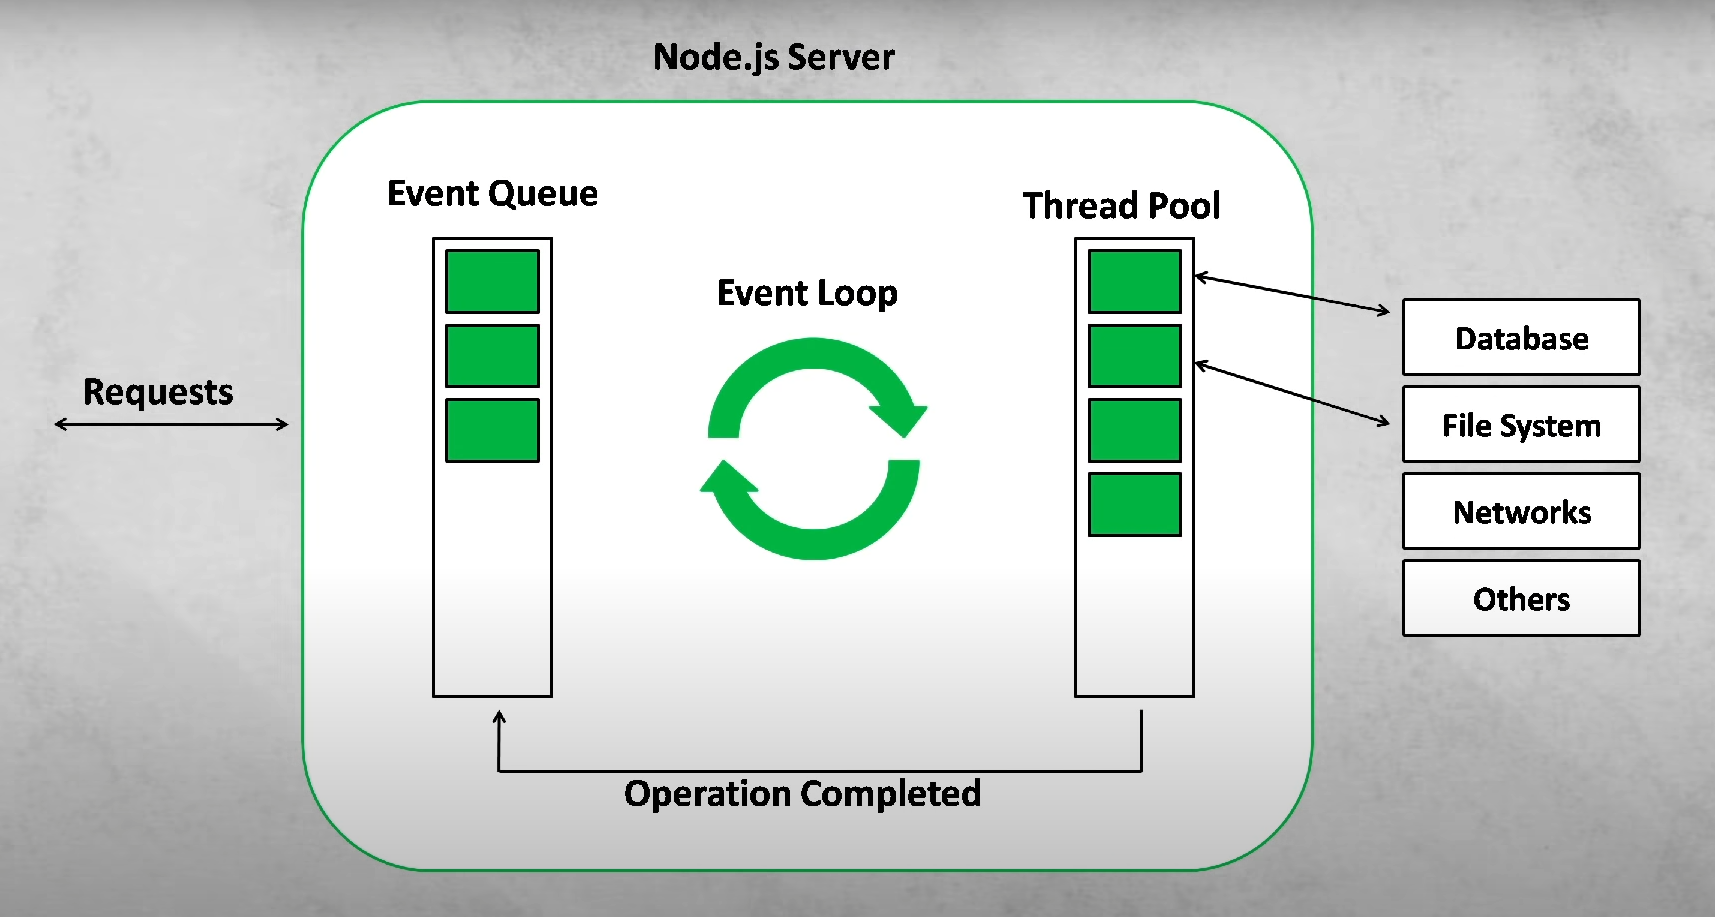 Node.js Server
Event Queue
Thread Pool
Event Loop
Requests
Database
File System
Networks
Others
Operation Completed